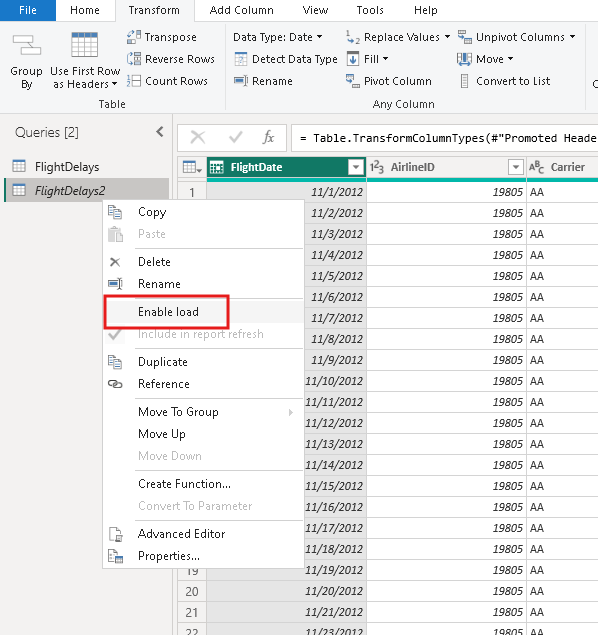 File Home Transform Add Column View Tools Help
Group By
Use First Row as Headers
Transpose
Reverse Rows
Count Rows
Table
Data Type: Date
Detect Data Type
Rename
Replace Values
Fill
Pivot Column
Unpivot Columns
Move
Convert to List
Any Column
Queries [2]
FlightDelays
FlightDelays2
fx = Table.TransformColumnTypes(#"Promoted Heade
FlightDate 123 AirlineID ABC Carrier
1 11/1/2012 19805 AA
11/2/2012 19805 AA
11/3/2012 19805 AA
11/4/2012 19805 AA
11/5/2012 19805 AA
11/6/2012 19805 AA
11/7/2012 19805 AA
11/8/2012 19805 AA
11/9/2012 19805 AA
11/10/2012 19805 AA
11/11/2012 19805 AA
11/12/2012 19805 AA
11/13/2012 19805 AA
11/14/2012 19805 AA
11/15/2012 19805 AA
11/16/2012 19805 AA
11/17/2012 19805 AA
11/18/2012 19805 AA
19 11/19/2012 19805 AA
20 11/20/2012 19805 AA
21 11/21/2012 19805 AA
22 11/23/2012 19805 AA
Copy
Paste
Delete
Rename
Enable load
Include in report refresh
Duplicate
Reference
Move To Group
Move Up
Move Down
Create Function...
Convert To Parameter
Advanced Editor
Properties...